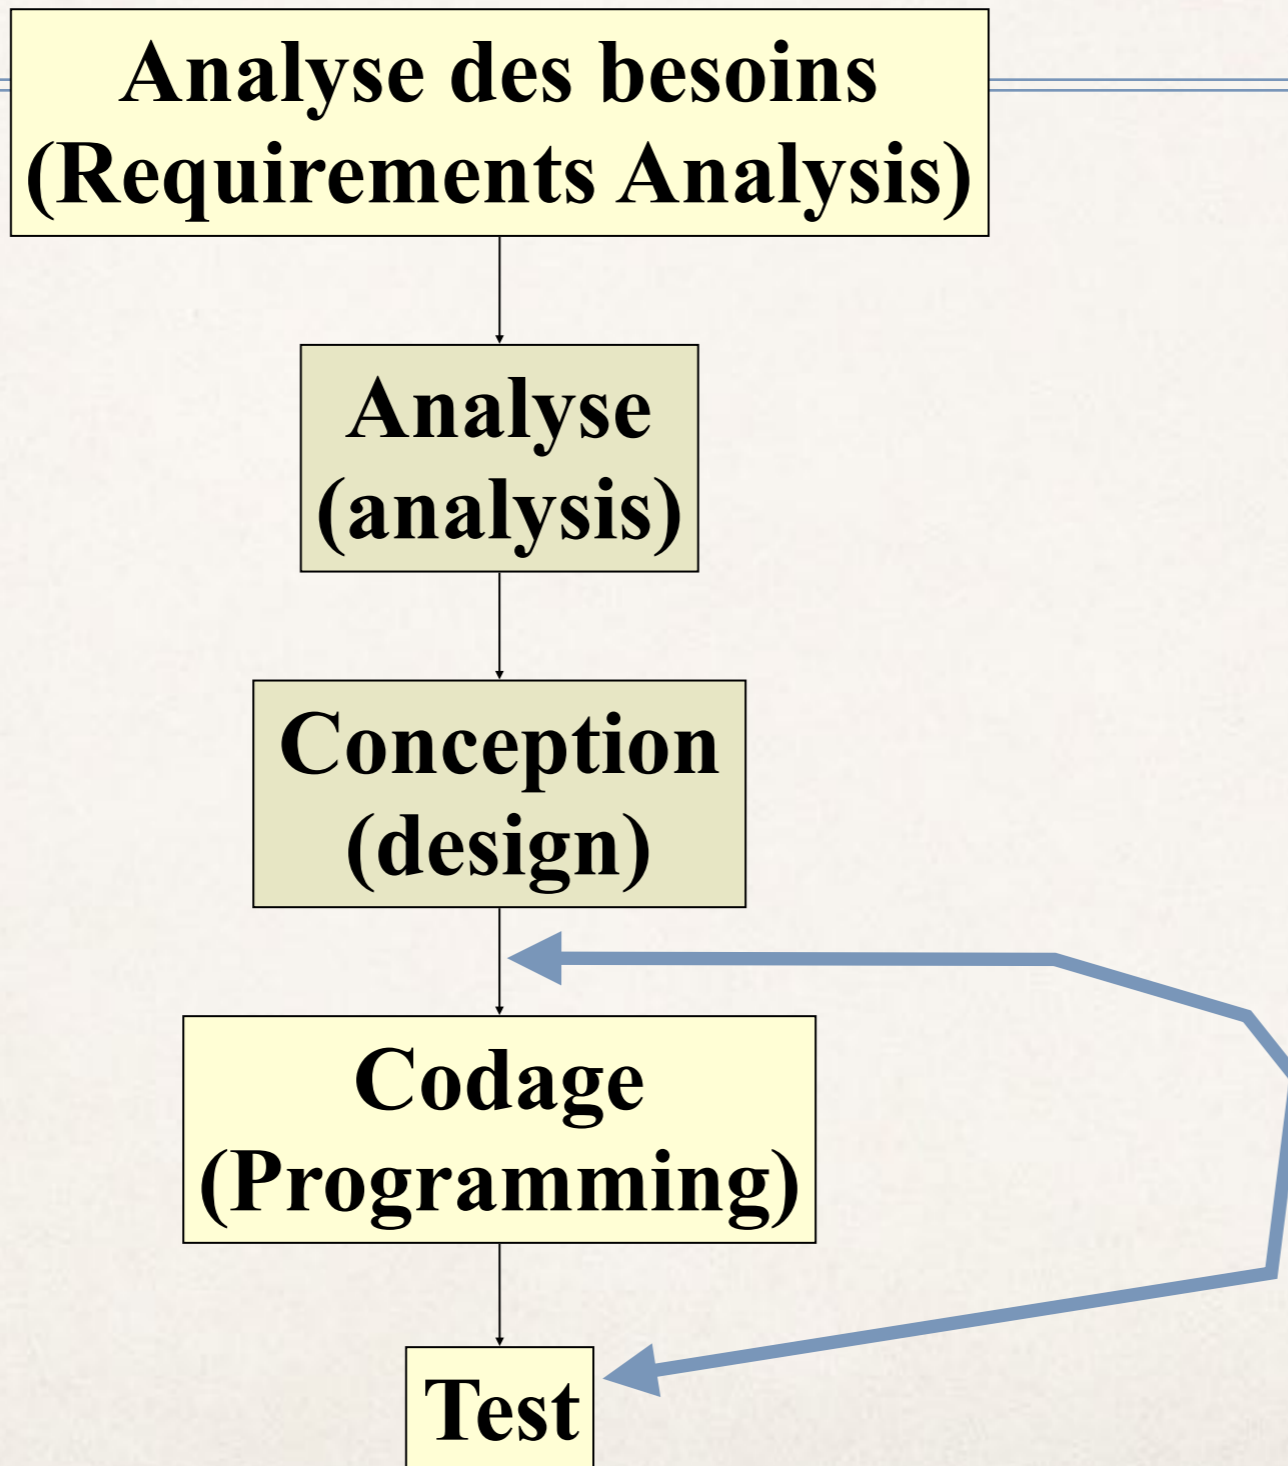 Analyse des besoins
(Requirements Analysis)
Analyse
(analysis)
Conception
(design)
Codage
(Programming)
Test